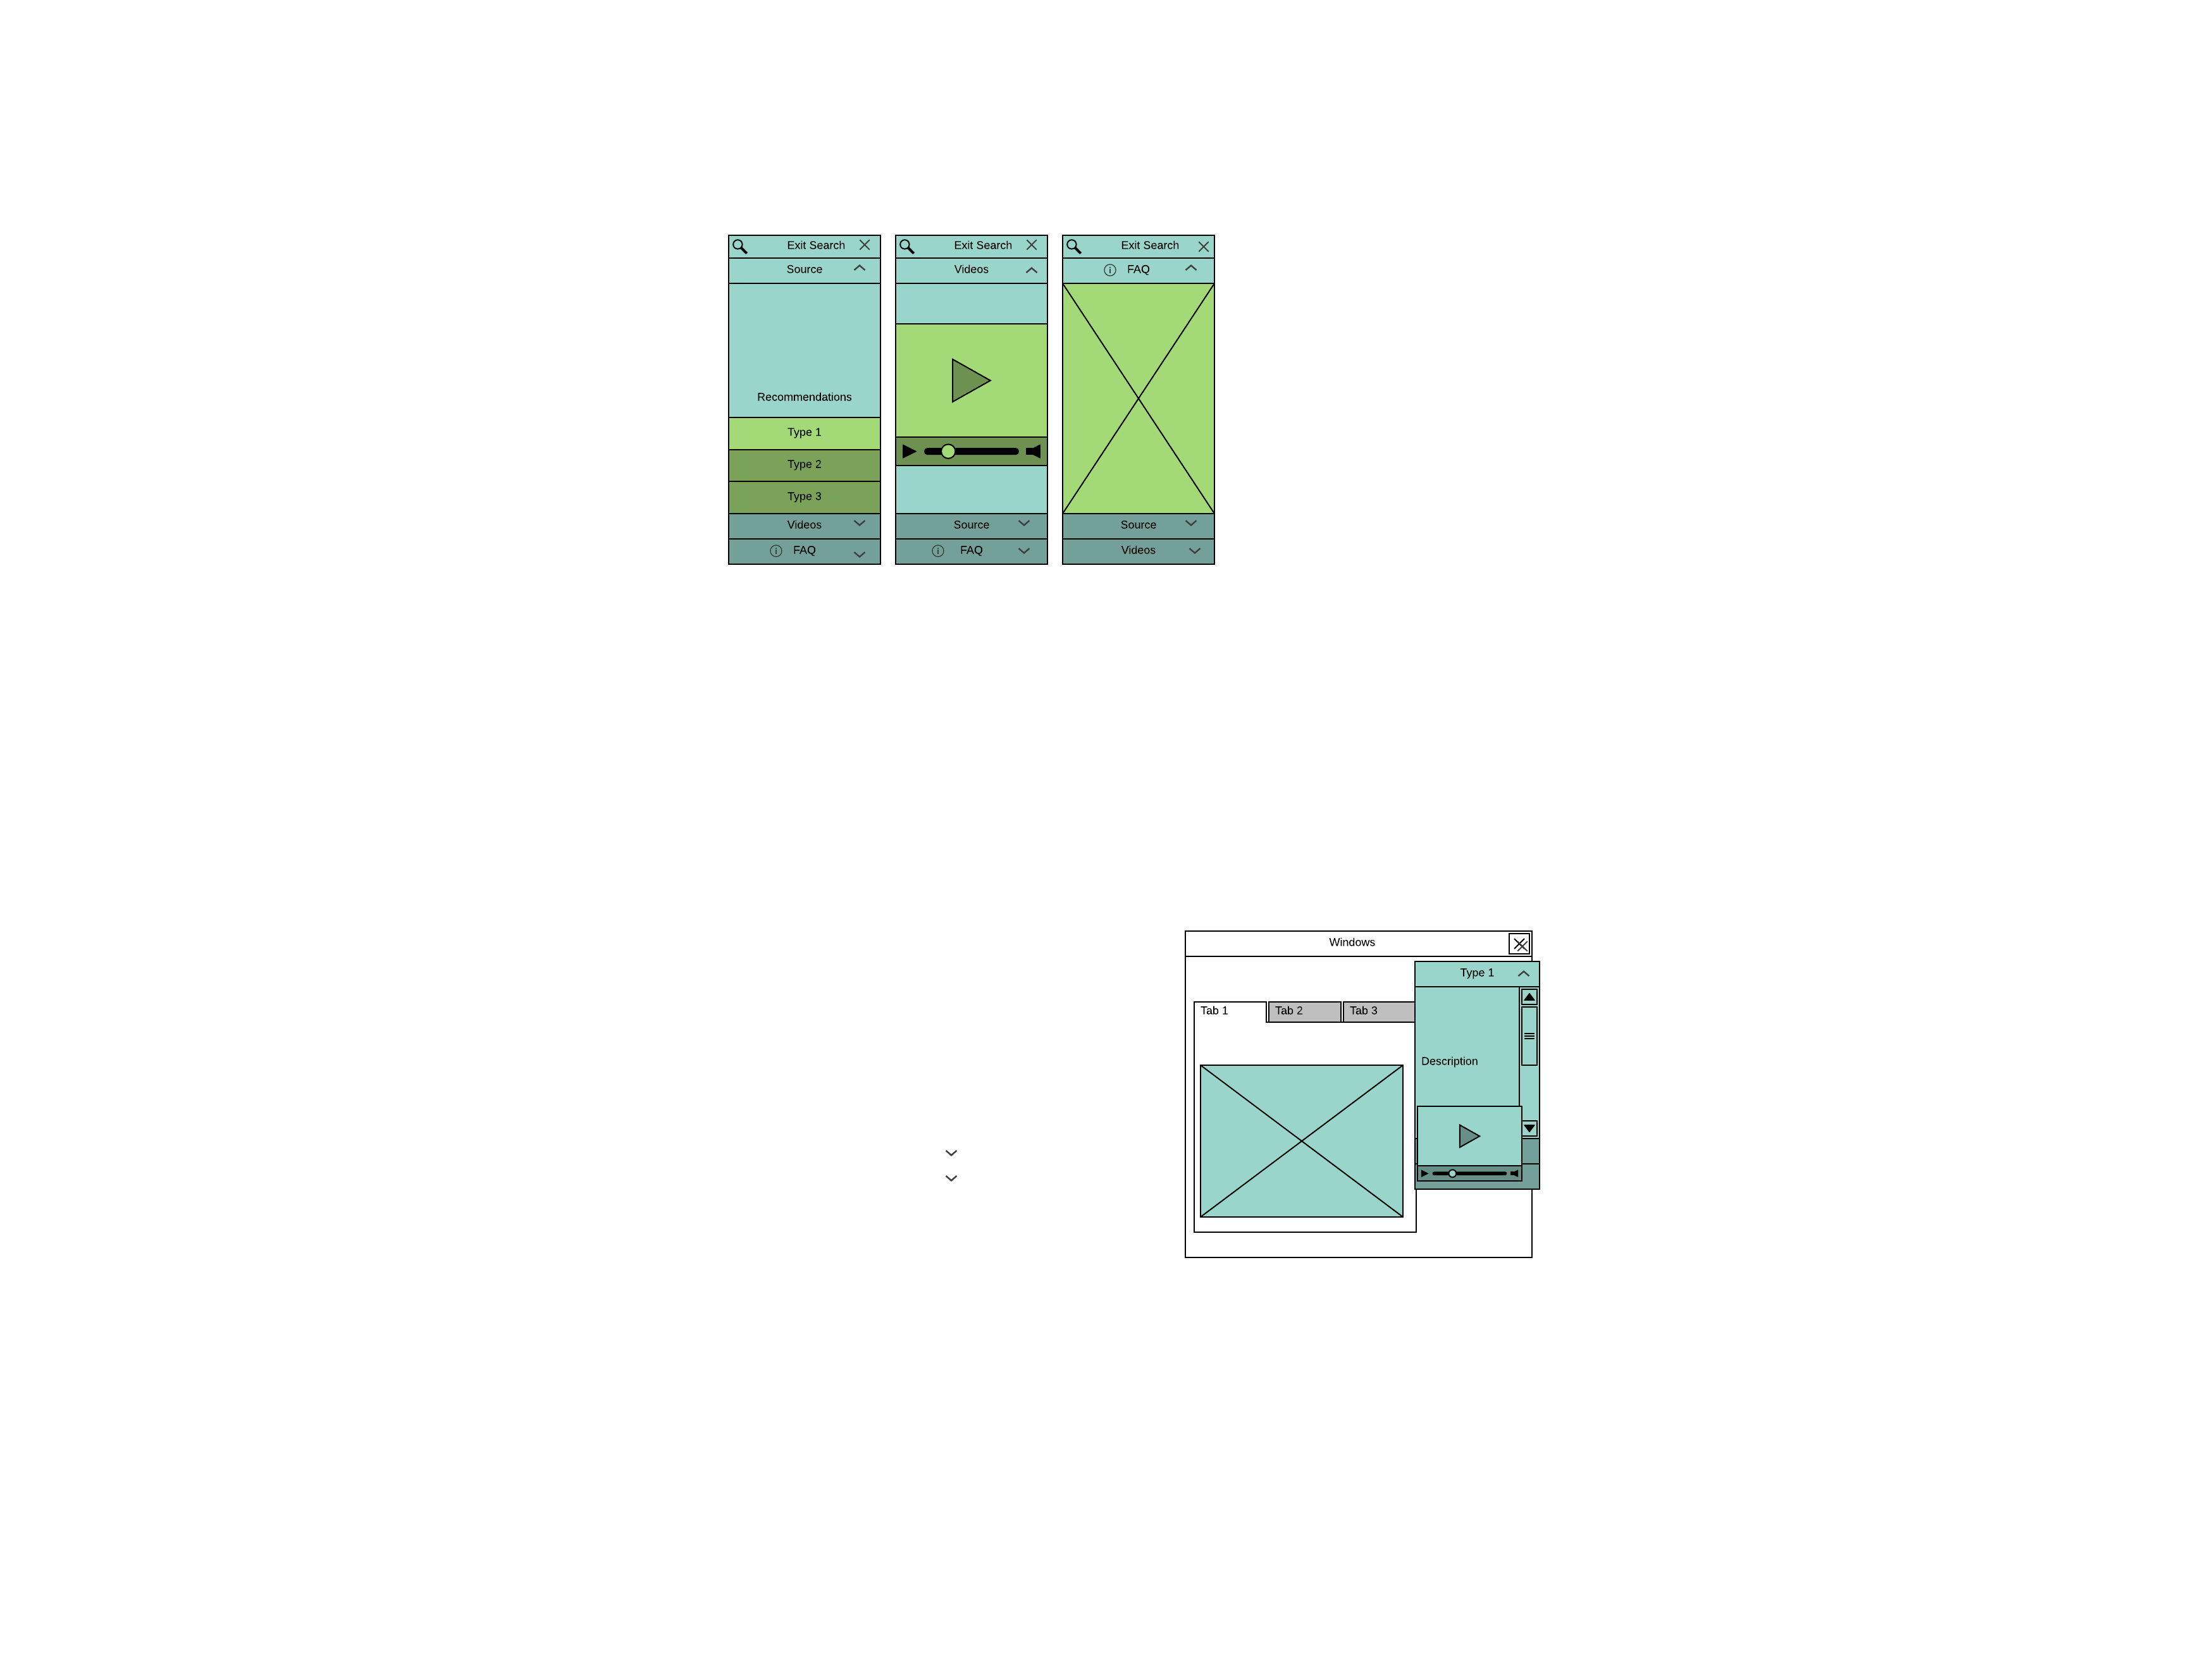 Exit Search
Source
Recommendations
Type 1
Type 2
Type 3
Videos
FAQ
Exit Search
Videos
Source
FAQ
Exit Search
FAQ
Source
Videos
Windows
Type 1
Tab 1
Tab 2
Tab 3
Description